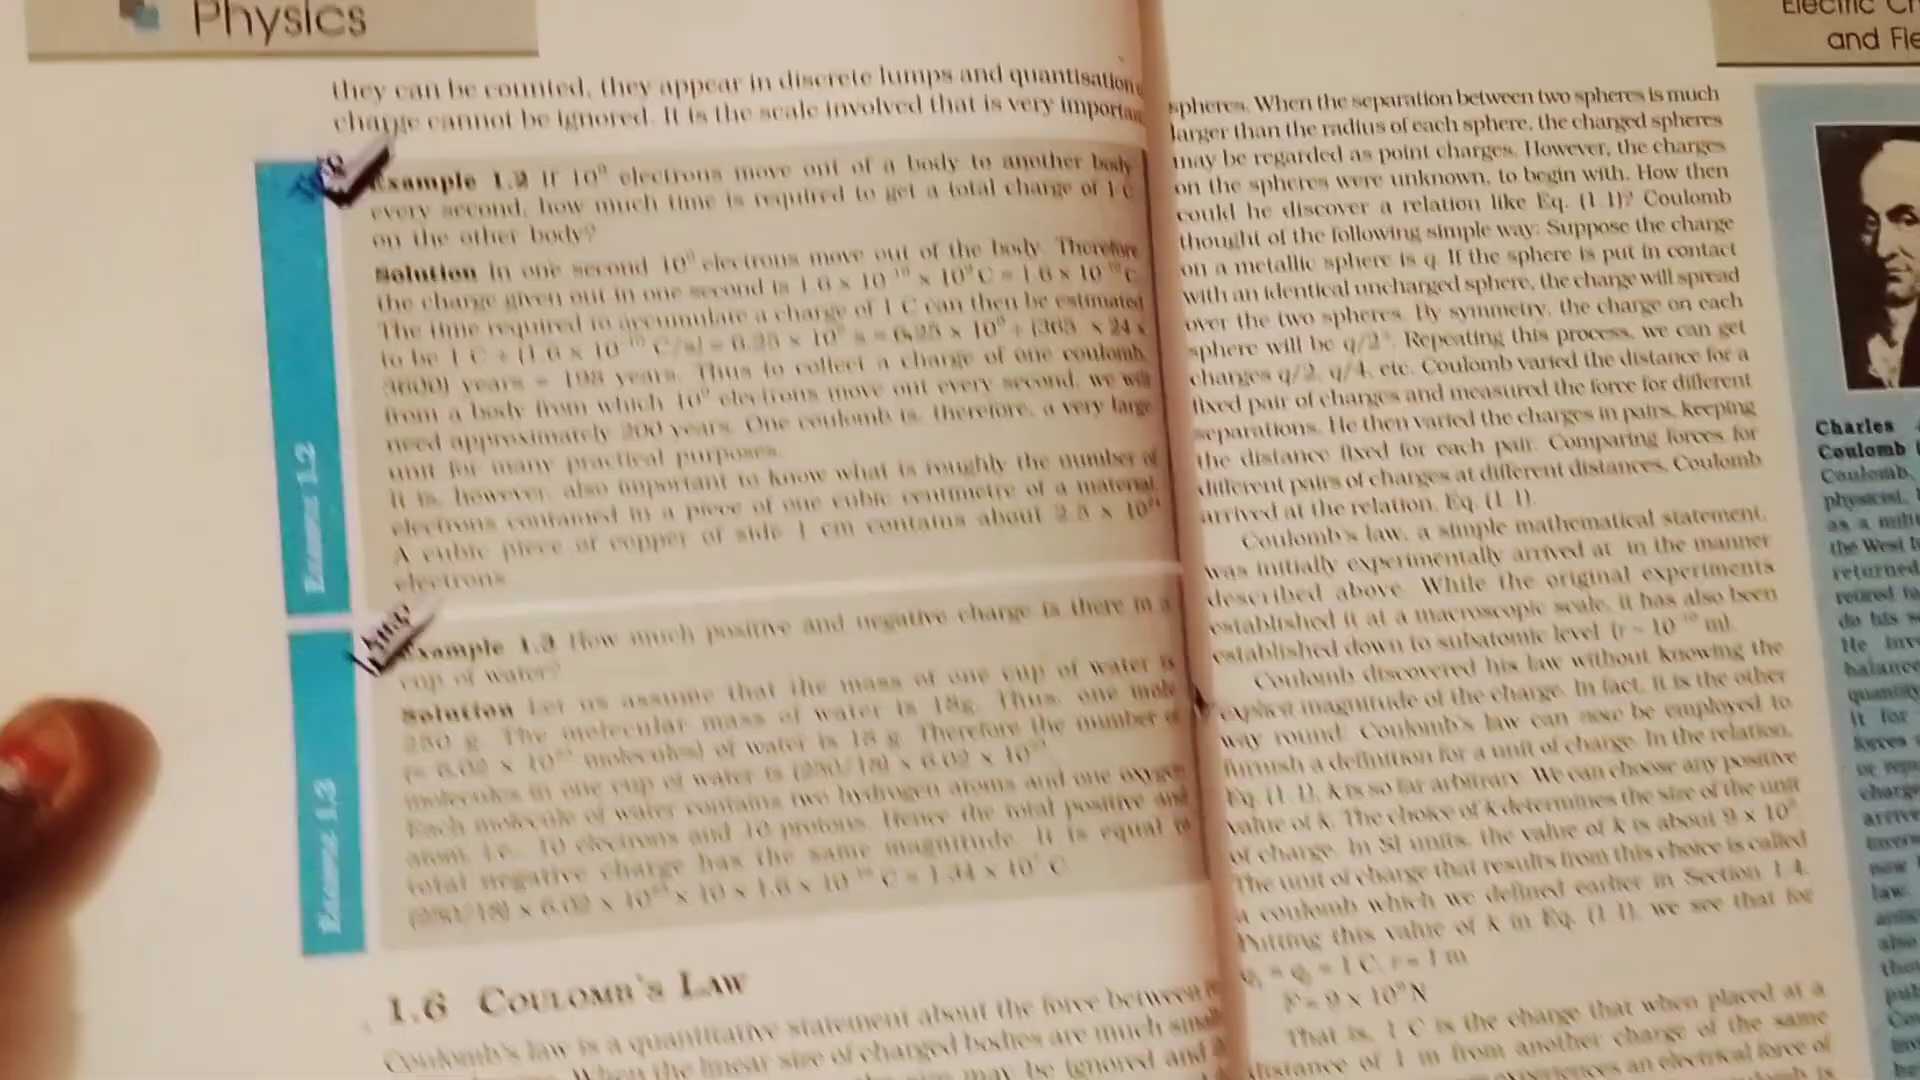 Physics
they can be counted, they appear in discrete lumps and quantisation
charge cannot be ignored. It is the scale involved that is very important
Example 1.2 If 10⁹ electrons move out of a body to another body
every second, how much time is required to get a total charge of 1 C
on the other body?
Solution In one second 10⁹ electrons move out of the body. Therefore
the charge given out in one second is 1.6 × 10⁻¹⁹ × 10⁹ C = 1.6 × 10⁻¹⁰ C.
The time required to accumulate a charge of 1 C can then be estimated
to be 1 C ÷ (1.6 × 10⁻¹⁰ C/s) = 6.25 × 10⁹ s = 6.25 × 10⁹ ÷ (365 × 24 ×
3600) years = 198 years. Thus to collect a charge of one coulomb,
from a body from which 10⁹ electrons move out every second, we will
need approximately 200 years. One coulomb is, therefore, a very large
unit for many practical purposes.
It is, however, also important to know what is roughly the number of
electrons contained in a piece of one cubic centimetre of a material.
A cubic piece of copper of side 1 cm contains about 2.5 × 10²⁴
electrons.
Example 1.2
Example 1.3 How much positive and negative charge is there in a
cup of water?
Solution Let us assume that the mass of one cup of water is
250 g. The molecular mass of water is 18g. Thus, one mole
(= 6.02 × 10²³ molecules) of water is 18 g. Therefore the number of
molecules in one cup of water is (250/18) × 6.02 × 10²³.
Each molecule of water contains two hydrogen atoms and one oxygen
atom, i.e., 10 electrons and 10 protons. Hence the total positive and
total negative charge has the same magnitude. It is equal to
(250/18) × 6.02 × 10²³ × 10 × 1.6 × 10⁻¹⁹ C = 1.34 × 10⁷ C.
Example 1.3
1.6 Coulomb's Law
Coulomb's law is a quantitative statement about the force between
When the linear size of charged bodies are much
may be ignored and
Electric
and
spheres. When the separation between two spheres is much
larger than the radius of each sphere, the charged spheres
may be regarded as point charges. However, the charges
on the spheres were unknown, to begin with. How then
could he discover a relation like Eq. (1.1)? Coulomb
thought of the following simple way: Suppose the charge
on a metallic sphere is q. If the sphere is put in contact
with an identical uncharged sphere, the charge will spread
over the two spheres. By symmetry, the charge on each
sphere will be q/2*. Repeating this process, we can get
charges q/2, q/4, etc. Coulomb varied the distance for a
fixed pair of charges and measured the force for different
separations. He then varied the charges in pairs, keeping
the distance fixed for each pair. Comparing forces for
different pairs of charges at different distances, Coulomb
arrived at the relation, Eq. (1.1).
Coulomb's law, a simple mathematical statement,
was initially experimentally arrived at in the manner
described above. While the original experiments
established it at a macroscopic scale, it has also been
established down to subatomic level (r ~ 10⁻¹⁰ m).
Coulomb discovered his law without knowing the
explicit magnitude of the charge. In fact, it is the other
way round: Coulomb's law can now be employed to
furnish a definition for a unit of charge. In the relation,
Eq. (1.1), k is so far arbitrary. We can choose any positive
value of k. The choice of k determines the size of the unit
of charge. In SI units, the value of k is about 9 × 10⁹.
The unit of charge that results from this choice is called
a coulomb which we defined earlier in Section 1.4.
Putting this value of k in Eq. (1.1), we see that for
q₁ = q₂ = 1 C, r = 1 m
F = 9 × 10⁹ N
That is, 1 C is the charge that when placed at a
distance of 1 m from another charge of the same
experiences an electrical force of
Charles
Coulomb
Coulomb,
physicist,
the West
returned
do his
He
balance
quantity
it for
forces